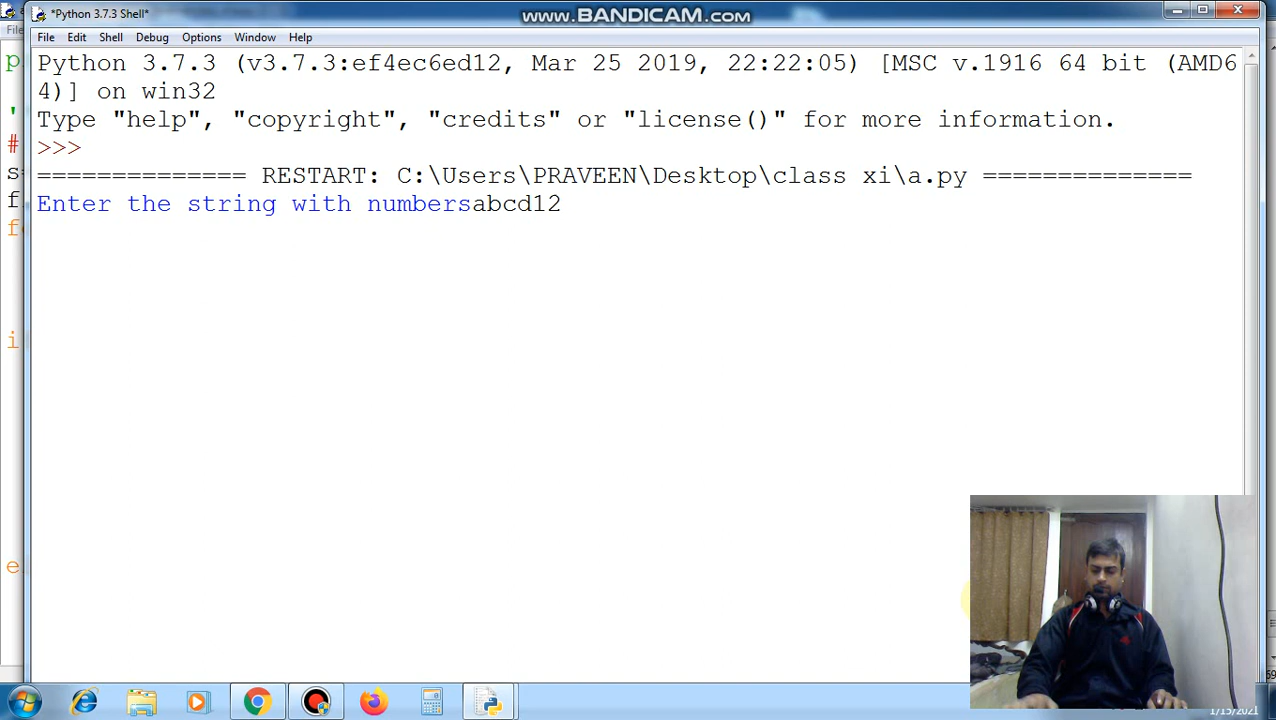 *Python 3.7.3 Shell*
www.BANDICAM.com
File Edit Shell Debug Options Window Help
Python 3.7.3 (v3.7.3:ef4ec6ed12, Mar 25 2019, 22:22:05) [MSC v.1916 64 bit (AMD6
4)] on win32
Type "help", "copyright", "credits" or "license()" for more information.
>>>
============== RESTART: C:\Users\PRAVEEN\Desktop\class xi\a.py ==============
Enter the string with numbersabcd12
1/15/2021